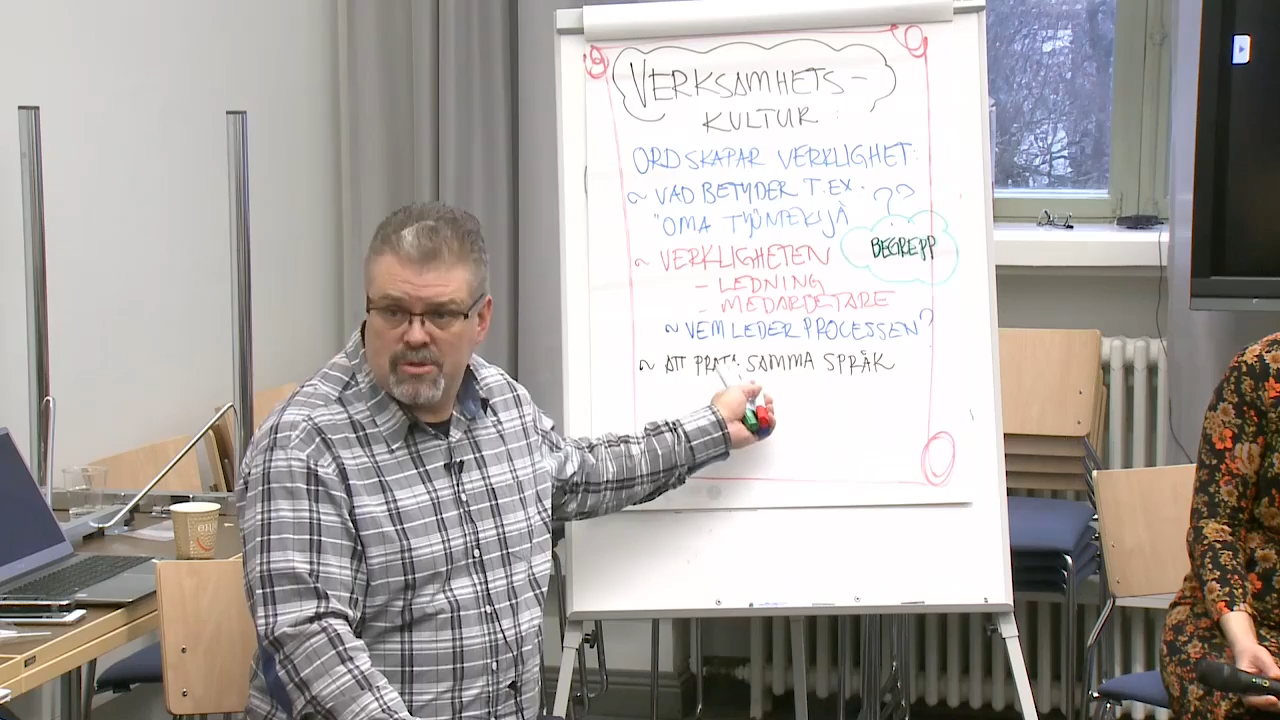 VERKSAMHETS-
KULTUR:
ORD SKAPAR VERKLIGHET:
~ VAD BETYDER T.EX. ??
"OMA TYÖNTEKIJÄ
BEGREPP
~ VERKLIGHETEN
- LEDNING
- MEDARBETARE
~ VEM LEDER PROCESSEN?
~ ATT PRATA SAMMA SPRÅK